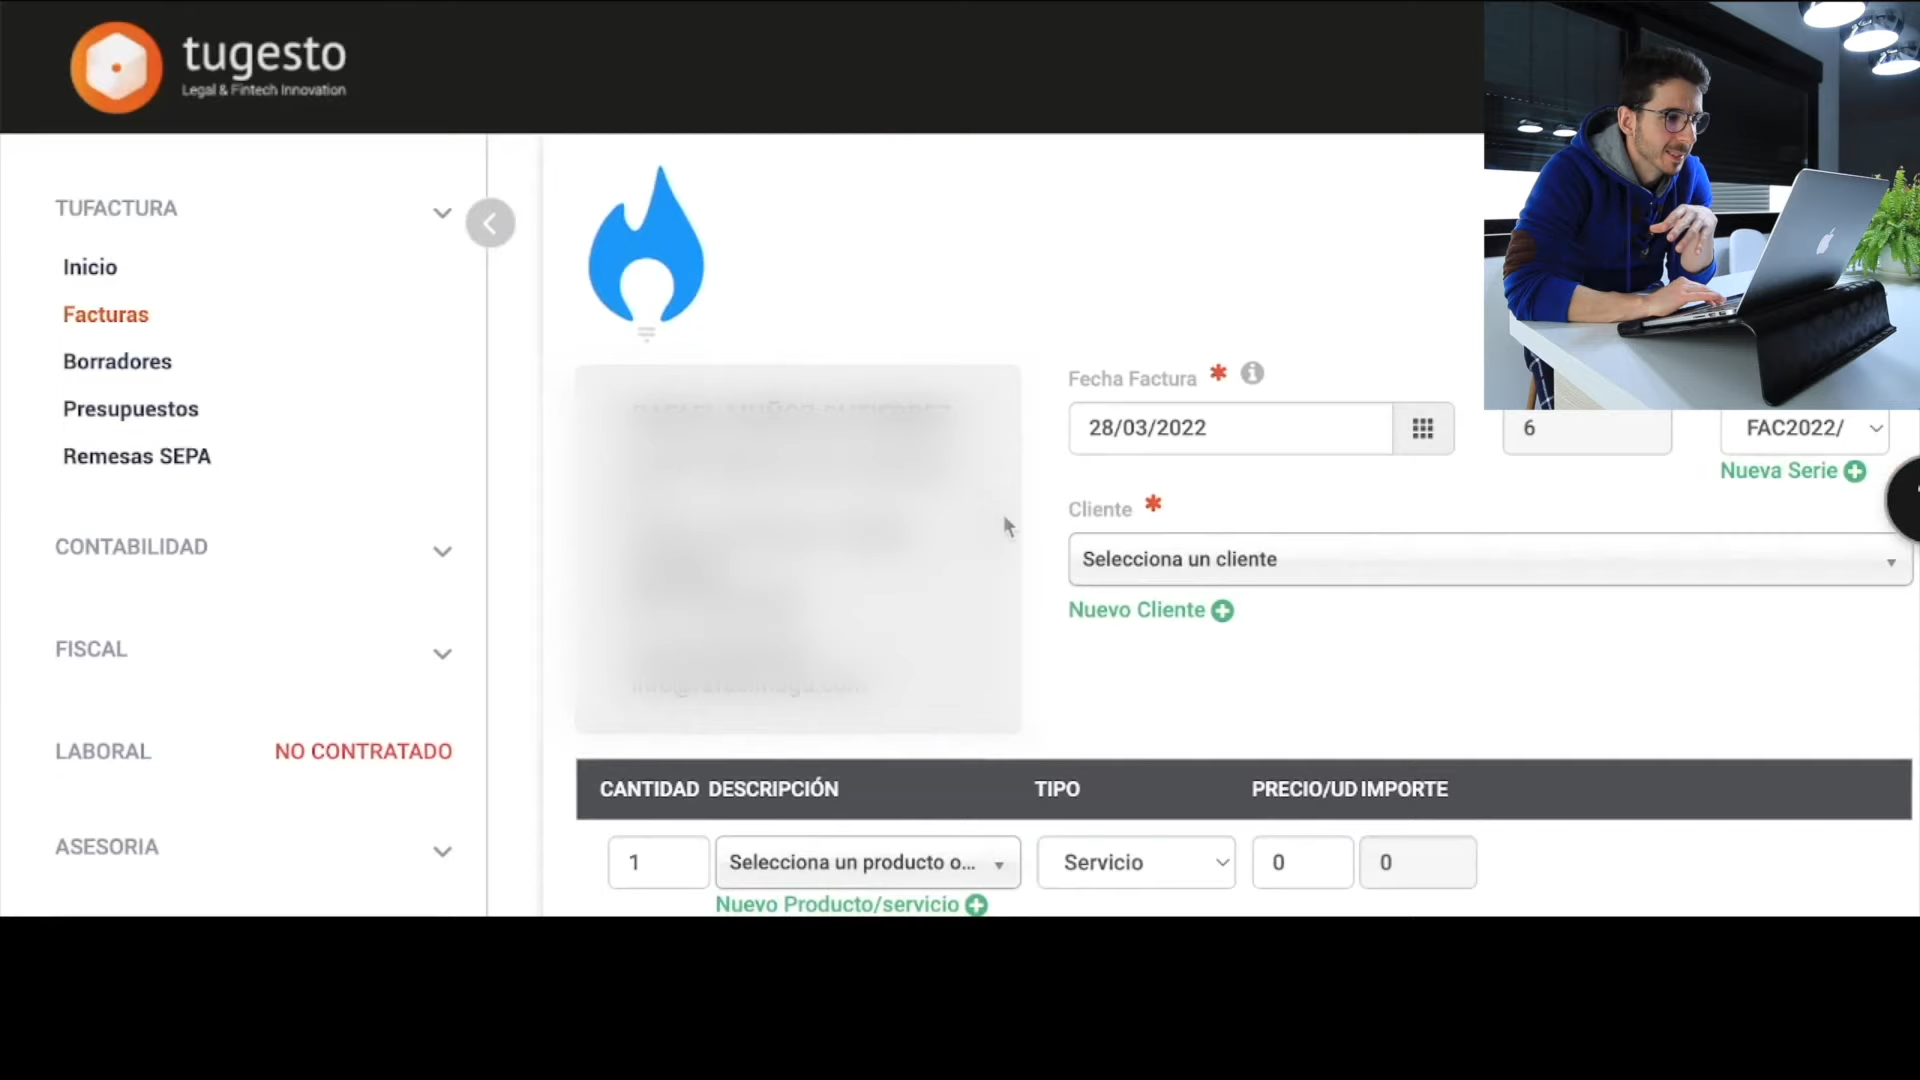 tugesto
Legal & Fintech Innovation
TUFACTURA
Inicio
Facturas
Borradores
Presupuestos
Remesas SEPA
CONTABILIDAD
FISCAL
LABORAL NO CONTRATADO
ASESORIA
Fecha Factura *
28/03/2022
6
FAC2022/
Nueva Serie
Cliente *
Selecciona un cliente
Nuevo Cliente
CANTIDAD DESCRIPCIÓN TIPO PRECIO/UD IMPORTE
1 Selecciona un producto o... Servicio 0 0
Nuevo Producto/servicio